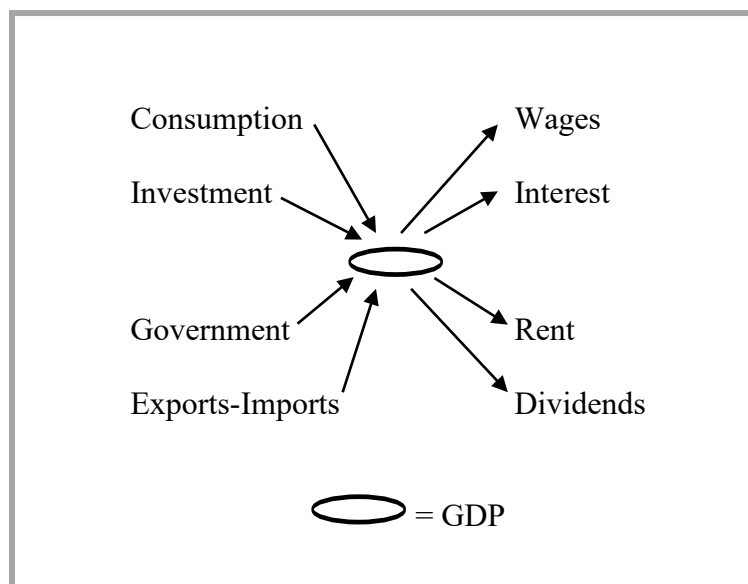 Consumption
Wages
Investment
Interest
Government
Rent
Exports-Imports
Dividends
= GDP